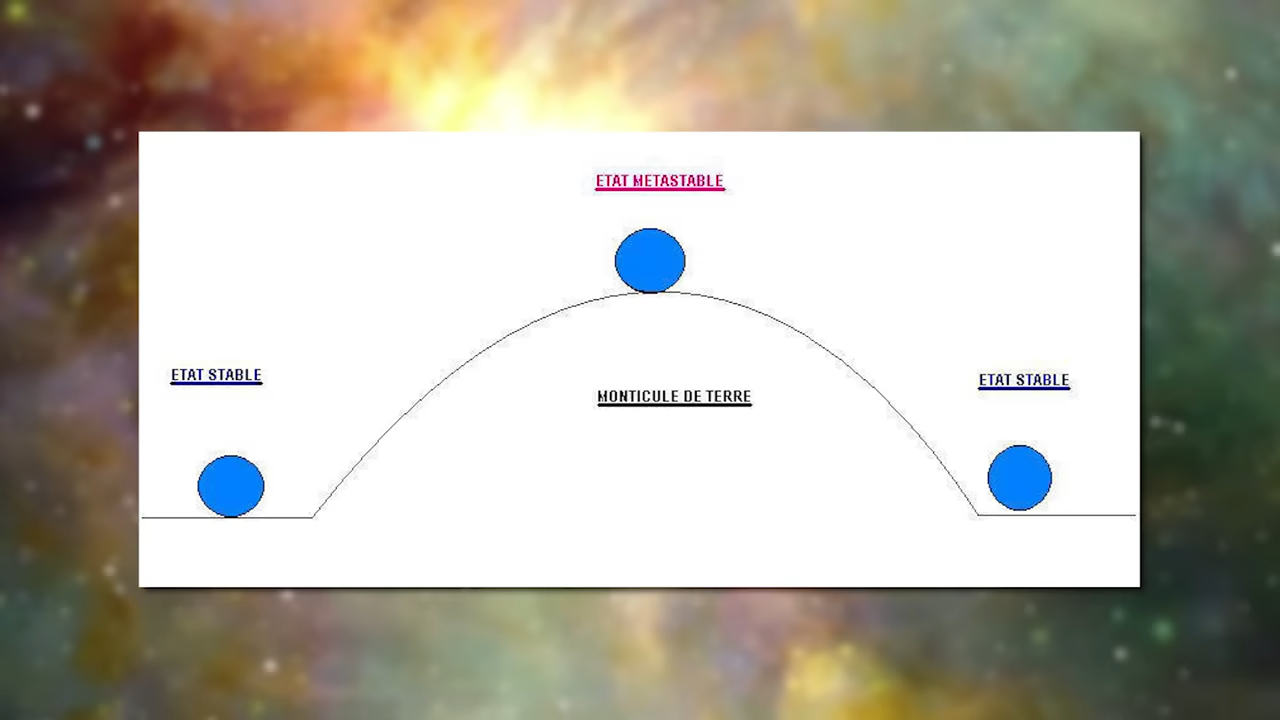 ETAT METASTABLE
ETAT STABLE
ETAT STABLE
MONTICULE DE TERRE